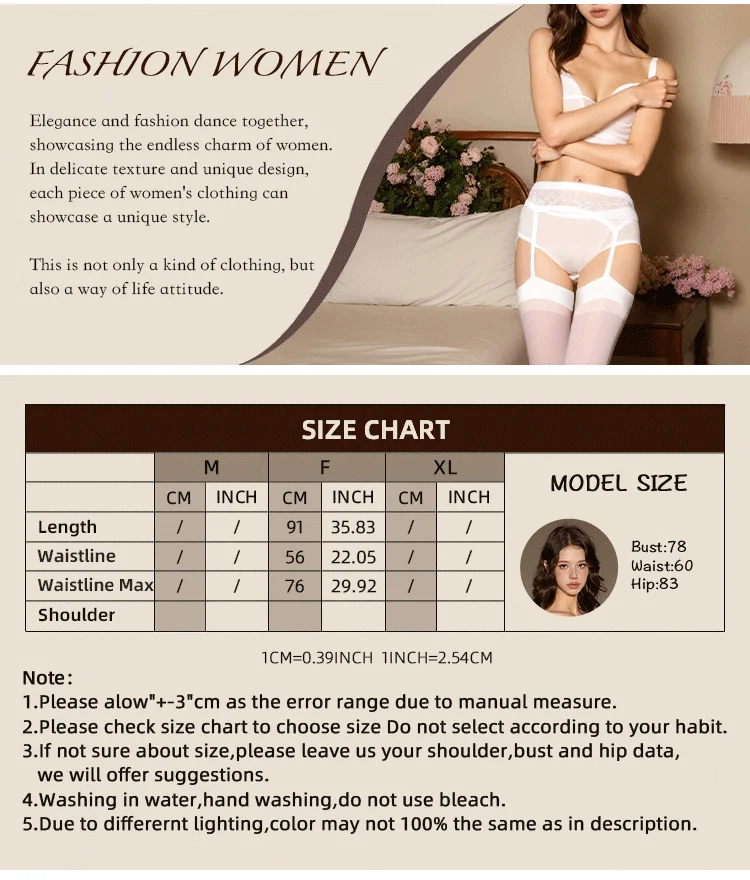 FASHION WOMEN
Elegance and fashion dance together,
showcasing the endless charm of women.
In delicate texture and unique design,
each piece of women's clothing can
showcase a unique style.
This is not only a kind of clothing, but
also a way of life attitude.
SIZE CHART
M F XL
CM INCH CM INCH CM INCH
Length / / 91 35.83 / /
Waistline / / 56 22.05 / /
Waistline Max / / 76 29.92 / /
Shoulder
MODEL SIZE
Bust:78
Waist:60
Hip:83
1CM=0.39INCH 1INCH=2.54CM
Note:
1.Please alow"+-3"cm as the error range due to manual measure.
2.Please check size chart to choose size Do not select according to your habit.
3.If not sure about size,please leave us your shoulder,bust and hip data,
we will offer suggestions.
4.Washing in water,hand washing,do not use bleach.
5.Due to differernt lighting,color may not 100% the same as in description.